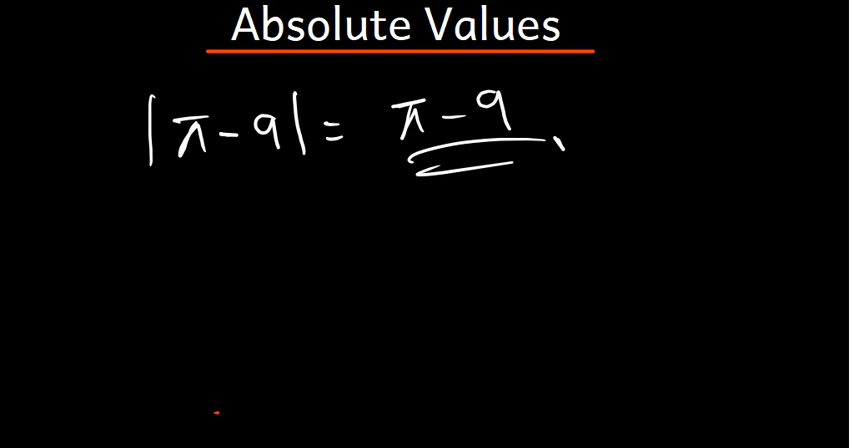 Absolute Values
|π - 9| = π - 9.